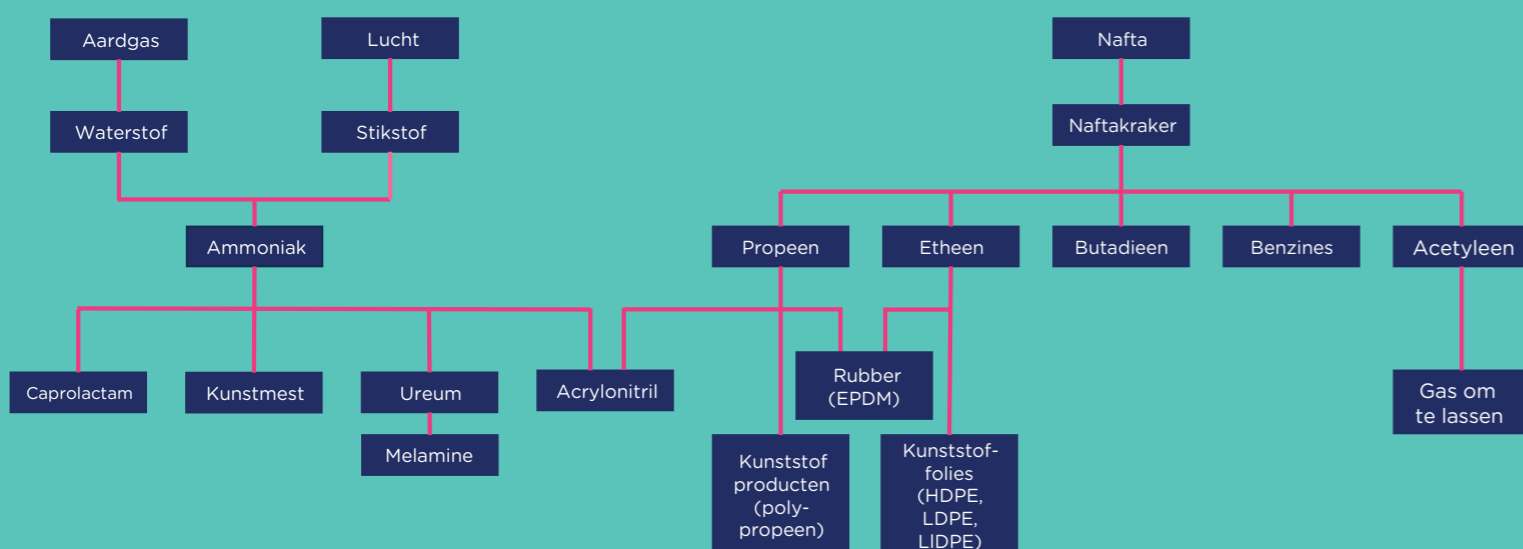 Aardgas
Lucht
Nafta
Waterstof
Stikstof
Naftakraker
Ammoniak
Propeen
Etheen
Butadieen
Benzines
Acetyleen
Caprolactam
Kunstmest
Ureum
Acrylonitril
Rubber
(EPDM)
Gas om
te lassen
Melamine
Kunststof
producten
(poly-
propeen)
Kunststof-
folies
(HDPE,
LDPE,
LIDPE)